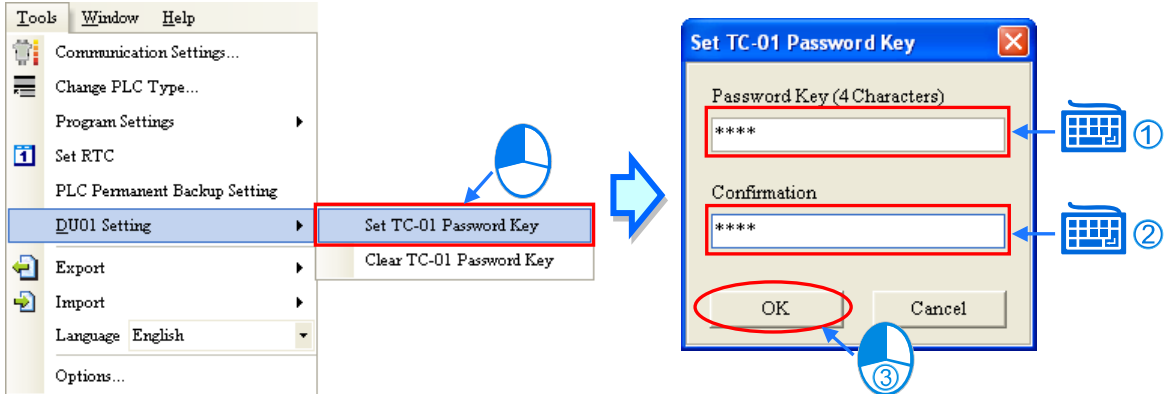 Tools Window Help
Communication Settings...
Change PLC Type...
Program Settings
1 Set RTC
PLC Permanent Backup Setting
DU01 Setting
Set TC-01 Password Key
Clear TC-01 Password Key
Export
Import
Language English
Options...
Set TC-01 Password Key
Password Key (4 Characters)
****
①
Confirmation
****
②
OK Cancel
③